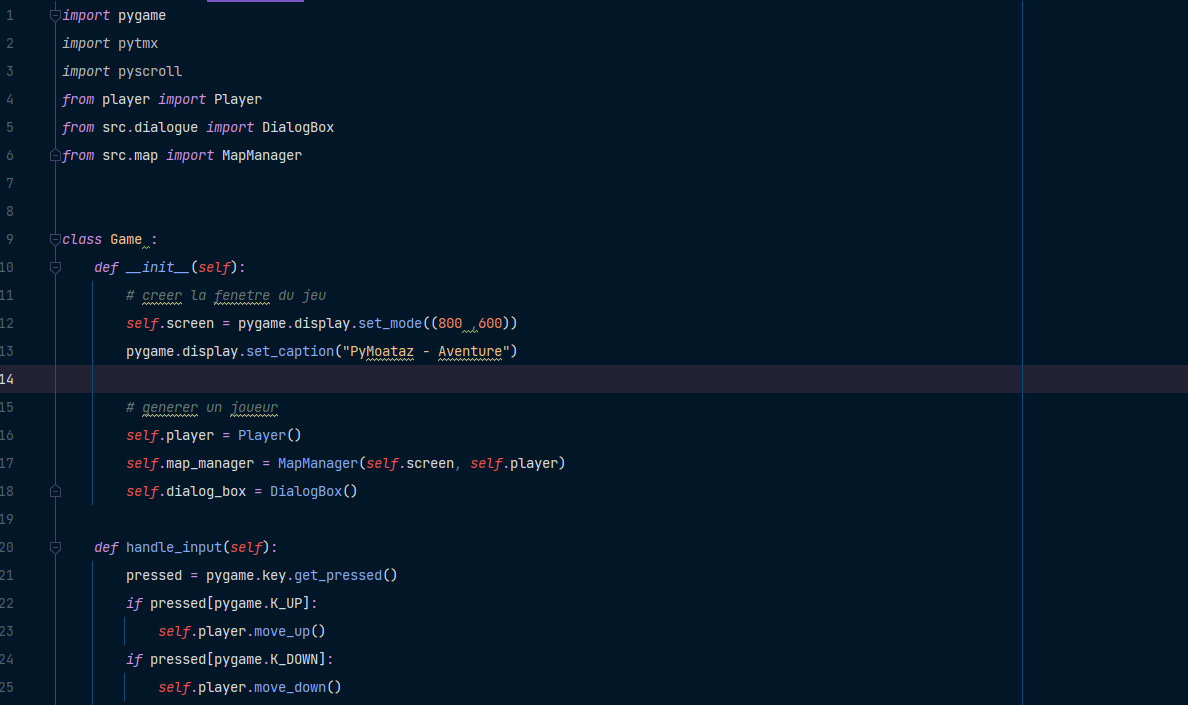 1 import pygame
2 import pytmx
3 import pyscroll
4 from player import Player
5 from src.dialogue import DialogBox
6 from src.map import MapManager
7
8
9 class Game :
10     def __init__(self):
11         # creer la fenetre du jeu
12         self.screen = pygame.display.set_mode((800 ,600))
13         pygame.display.set_caption("PyMoataz - Aventure")
14
15         # generer un joueur
16         self.player = Player()
17         self.map_manager = MapManager(self.screen, self.player)
18         self.dialog_box = DialogBox()
19
20     def handle_input(self):
21         pressed = pygame.key.get_pressed()
22         if pressed[pygame.K_UP]:
23             self.player.move_up()
24         if pressed[pygame.K_DOWN]:
25             self.player.move_down()